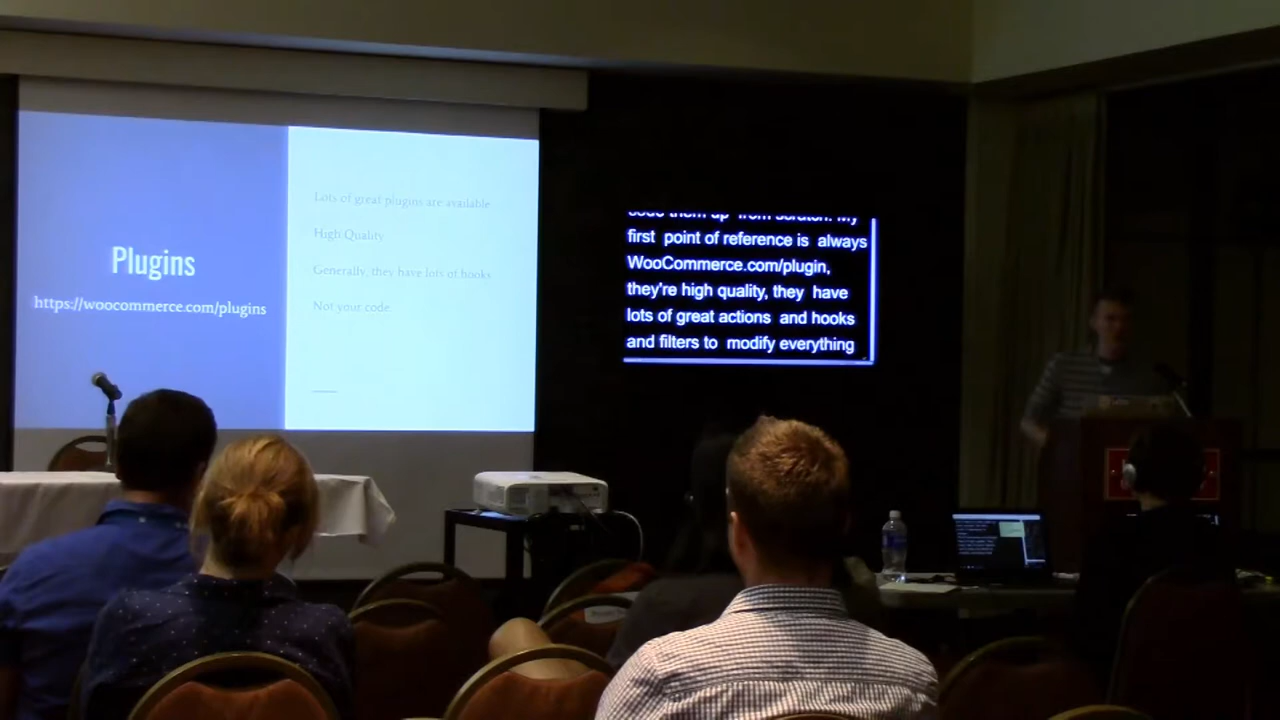 Plugins
https://woocommerce.com/plugins
Lots of great plugins are available
High Quality
Generally, they have lots of hooks
Not your code
code them up from scratch. My
first point of reference is always
WooCommerce.com/plugin,
they're high quality, they have
lots of great actions and hooks
and filters to modify everything